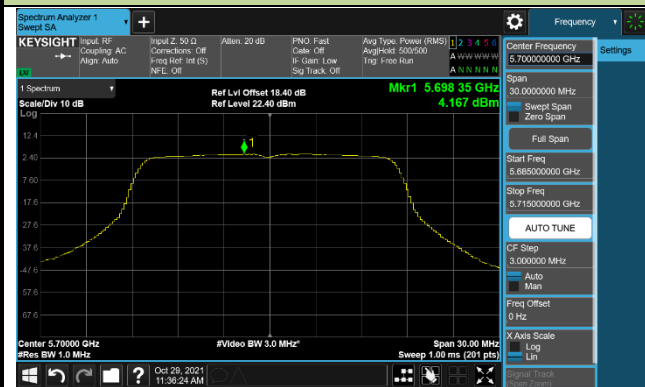 Spectrum Analyzer 1
Swept SA
+
Frequency
KEYSIGHT
Input: RF
Coupling: AC
Align: Auto
Input Z: 50 Ω
Corrections: Off
Freq Ref: Int (S)
NFE: Off
Atten: 20 dB
PNO: Fast
Gate: Off
IF Gain: Low
Sig Track: Off
Avg Type: Power (RMS)
Avg|Hold: 500/500
Trig: Free Run
1 2 3 4 5 6
A W W W W W
A N N N N N
LXI
1 Spectrum
Scale/Div 10 dB
Log
Ref Lvl Offset 18.40 dB
Ref Level 22.40 dBm
Mkr1 5.698 35 GHz
4.167 dBm
1
12.4
2.40
-7.60
-17.6
-27.6
-37.6
-47.6
-57.6
-67.6
Center 5.70000 GHz
#Res BW 1.0 MHz
#Video BW 3.0 MHz*
Span 30.00 MHz
Sweep 1.00 ms (201 pts)
Center Frequency
5.700000000 GHz
Span
30.0000000 MHz
Swept Span
Zero Span
Full Span
Start Freq
5.685000000 GHz
Stop Freq
5.715000000 GHz
AUTO TUNE
CF Step
3.000000 MHz
Auto
Man
Freq Offset
0 Hz
X Axis Scale
Log
Lin
Signal Track
(Span Zoom)
Settings
?
Oct 29, 2021
11:36:24 AM